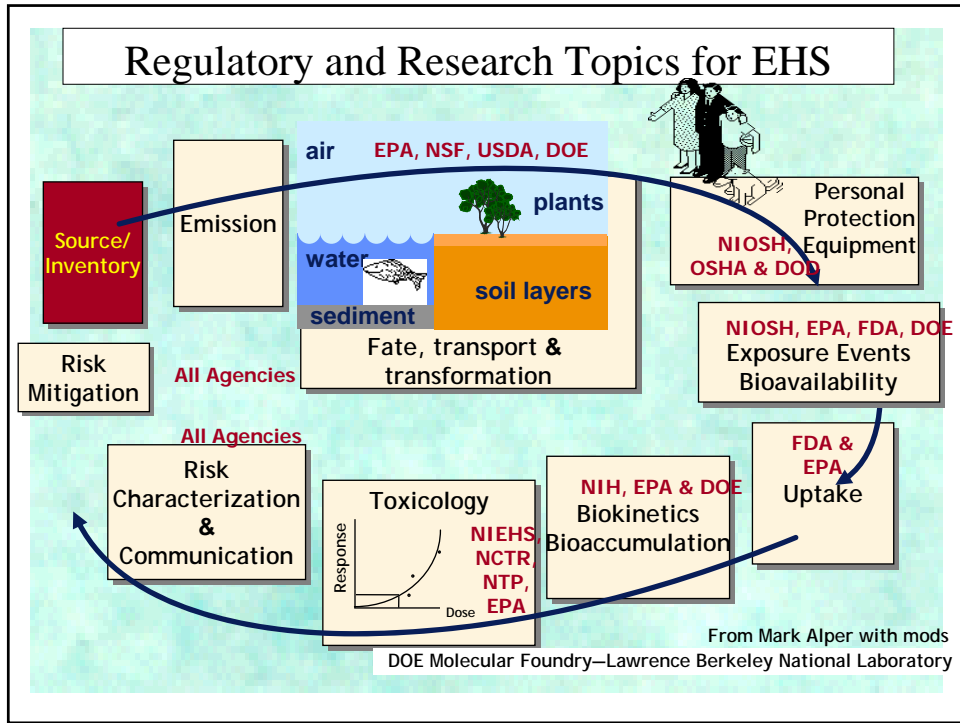 Regulatory and Research Topics for EHS
air
EPA, NSF, USDA, DOE
plants
water
soil layers
sediment
Fate, transport &
transformation
Source/
Inventory
Emission
Personal
Protection
Equipment
NIOSH,
OSHA & DOD
NIOSH, EPA, FDA, DOE
Exposure Events
Bioavailability
FDA &
EPA
Uptake
NIH, EPA & DOE
Biokinetics
Bioaccumulation
Toxicology
Response
Dose
NIEHS,
NCTR,
NTP,
EPA
All Agencies
Risk
Characterization
&
Communication
All Agencies
Risk
Mitigation
From Mark Alper with mods
DOE Molecular Foundry—Lawrence Berkeley National Laboratory